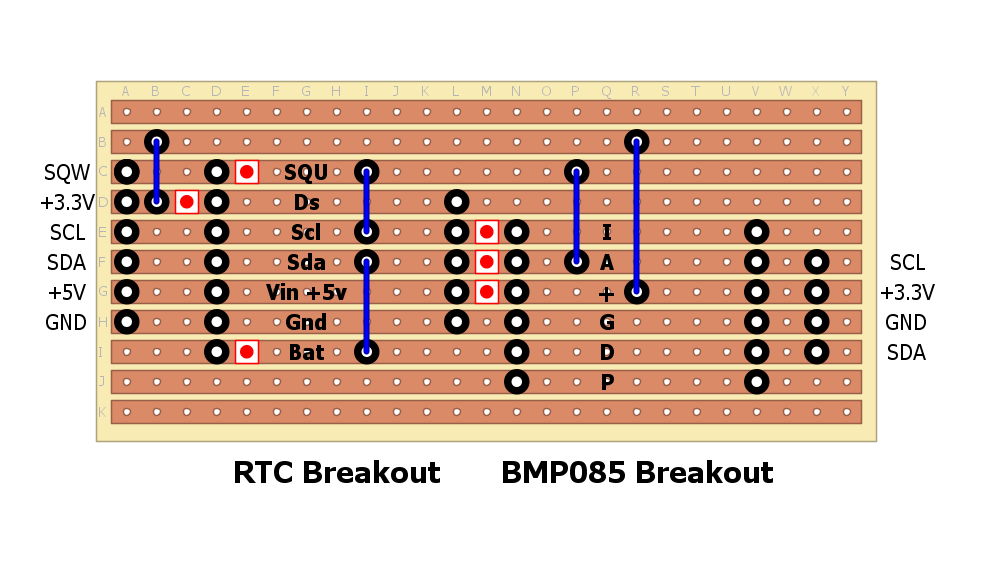 A B C D E F G H I J K L M N O P Q R S T U V W X Y
A
B
SQW C SQU
+3.3V D Ds
SCL E Scl I
SDA F Sda A SCL
+5V G Vin +5v + +3.3V
GND H Gnd G GND
I Bat D SDA
J P
K
RTC Breakout BMP085 Breakout